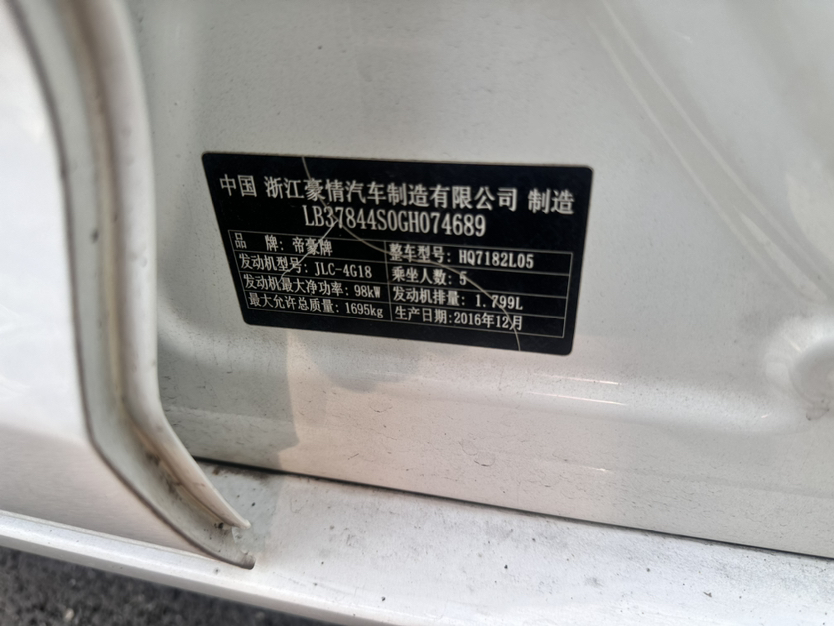 中国 浙江豪情汽车制造有限公司 制造
LB37844S0GH074689
品 牌: 帝豪牌 整车型号: HQ7182L05
发动机型号: JLC-4G18 乘坐人数: 5
发动机最大净功率: 98kW 发动机排量: 1.799L
最大允许总质量: 1695kg 生产日期:2016年12月